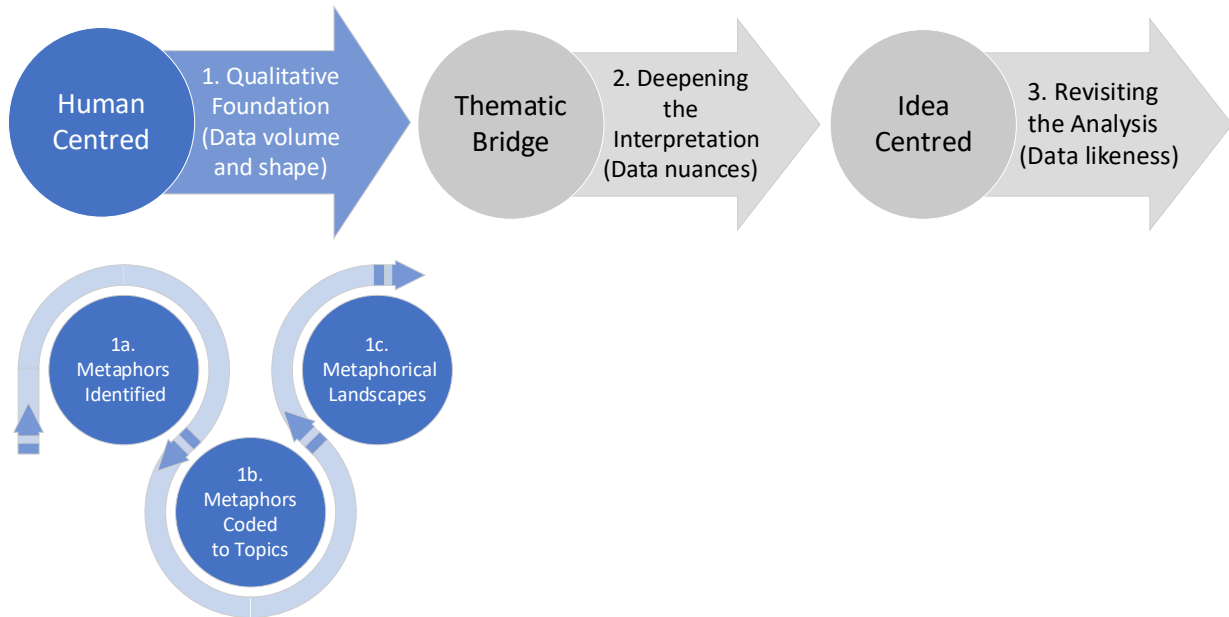 Human
Centred
1. Qualitative
Foundation
(Data volume
and shape)
Thematic
Bridge
2. Deepening
the
Interpretation
(Data nuances)
Idea
Centred
3. Revisiting
the Analysis
(Data likeness)
1a.
Metaphors
Identified
1b.
Metaphors
Coded
to Topics
1c.
Metaphorical
Landscapes